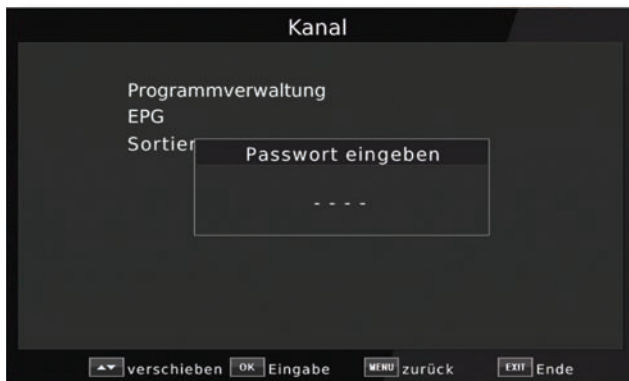 Kanal
Programmverwaltung
EPG
Sortier
Passwort eingeben
- - - -
verschieben OK Eingabe MENU zurück EXIT Ende